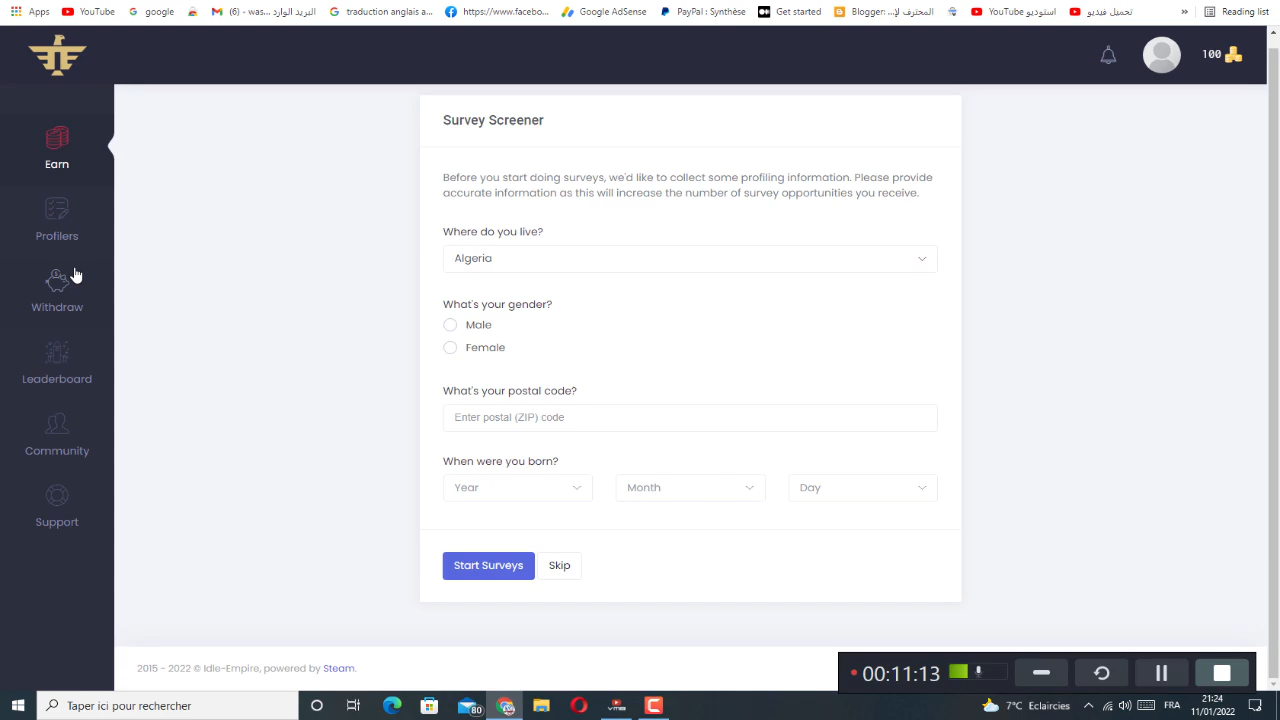 Apps
YouTube
google
(6) - was... البريد الوارد
traduction anglais a...
https://www.facebo...
Google AdSense
PayPal : Synthèse
Get started
Blogger: المحترف لإ...
استوديو YouTube
تحميل فيديو
»
Reading list
100
Earn
Profilers
Withdraw
Leaderboard
Community
Support
Survey Screener
Before you start doing surveys, we'd like to collect some profiling information. Please provide
accurate information as this will increase the number of survey opportunities you receive.
Where do you live?
Algeria
What's your gender?
Male
Female
What's your postal code?
Enter postal (ZIP) code
When were you born?
Year Month Day
Start Surveys Skip
2015 - 2022 © Idle-Empire, powered by Steam.
00:11:13
Taper ici pour rechercher
80
7°C Eclaircies
FRA
21:24
11/01/2022